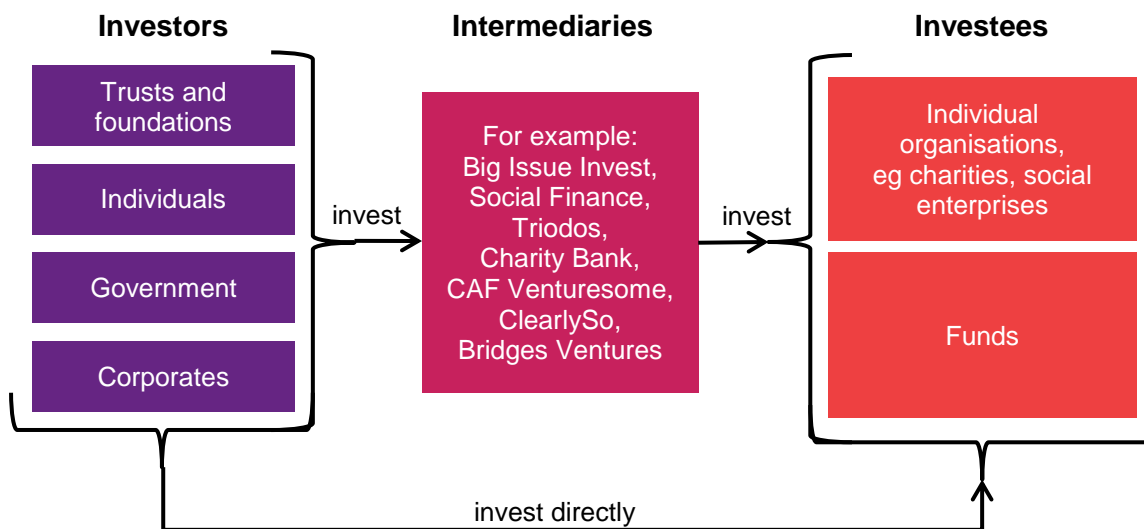 Investors
Intermediaries
Investees
Trusts and
foundations
Individuals
Government
Corporates
invest
For example:
Big Issue Invest,
Social Finance,
Triodos,
Charity Bank,
CAF Venturesome,
ClearlySo,
Bridges Ventures
invest
Individual
organisations,
eg charities, social
enterprises
Funds
invest directly